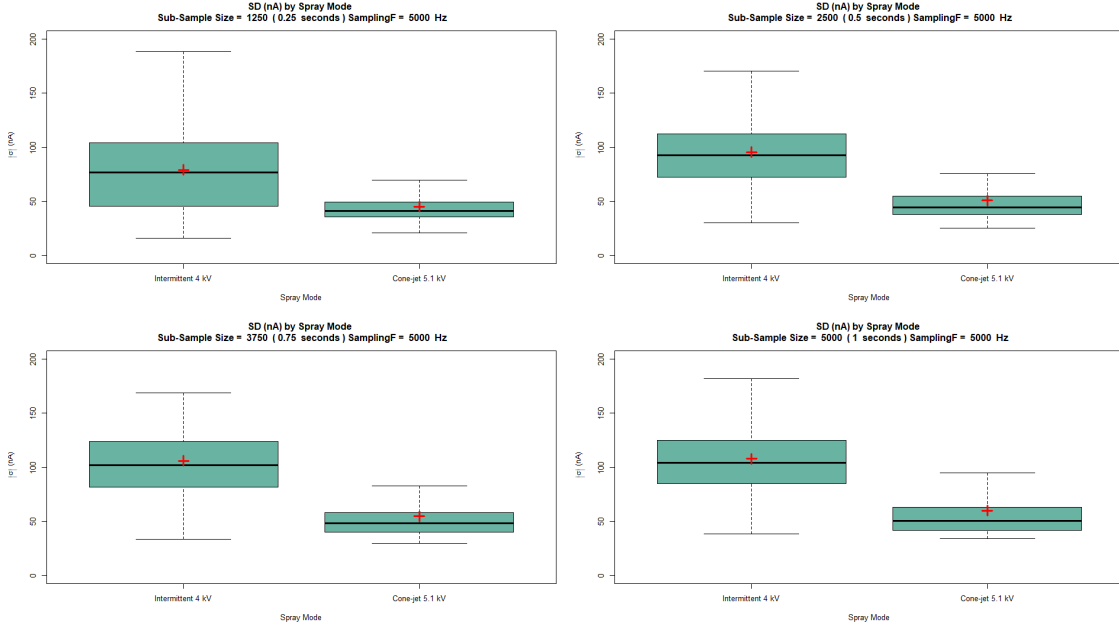 SD (nA) by Spray Mode
Sub-Sample Size = 1250 ( 0.25 seconds ) SamplingF = 5000 Hz
200
150
100
50
0
|σ| (nA)
Intermittent 4 kV
Cone-jet 5.1 kV
Spray Mode
SD (nA) by Spray Mode
Sub-Sample Size = 2500 ( 0.5 seconds ) SamplingF = 5000 Hz
200
150
100
50
0
|σ| (nA)
Intermittent 4 kV
Cone-jet 5.1 kV
Spray Mode
SD (nA) by Spray Mode
Sub-Sample Size = 3750 ( 0.75 seconds ) SamplingF = 5000 Hz
200
150
100
50
0
|σ| (nA)
Intermittent 4 kV
Cone-jet 5.1 kV
Spray Mode
SD (nA) by Spray Mode
Sub-Sample Size = 5000 ( 1 seconds ) SamplingF = 5000 Hz
200
150
100
50
0
|σ| (nA)
Intermittent 4 kV
Cone-jet 5.1 kV
Spray Mode